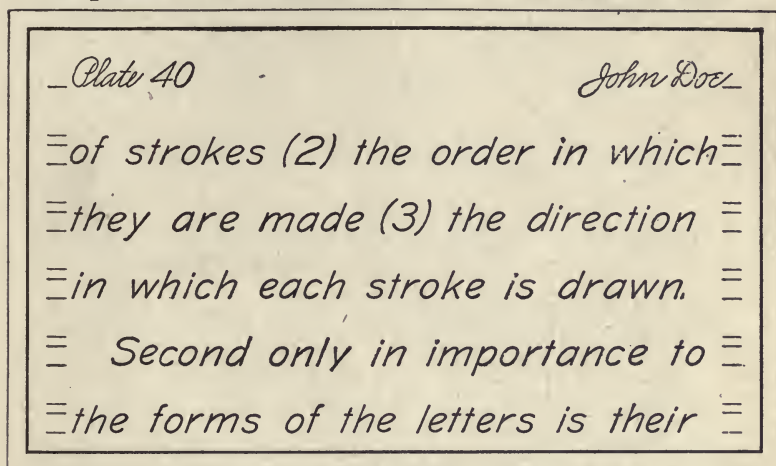 Plate 40 John Doe
of strokes (2) the order in which
they are made (3) the direction
in which each stroke is drawn.
Second only in importance to
the forms of the letters is their